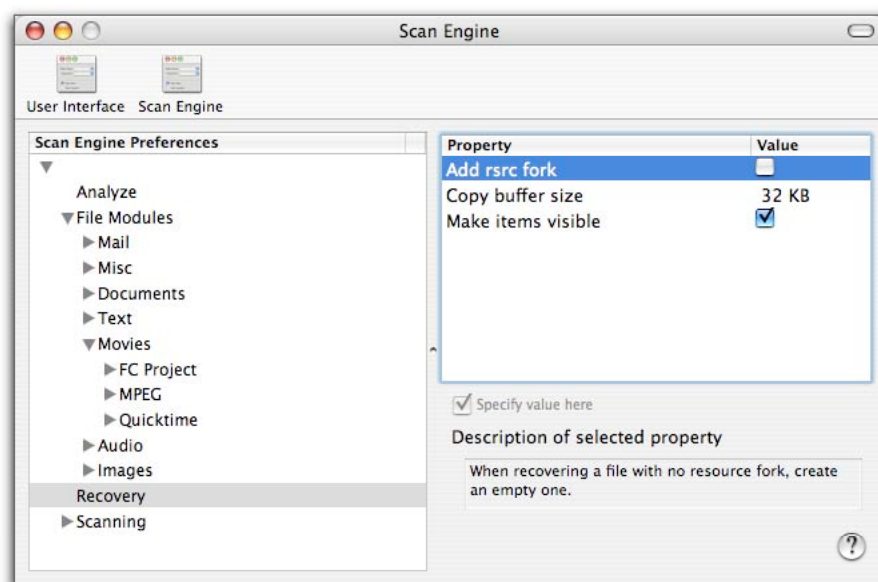 Scan Engine
User Interface Scan Engine
Scan Engine Preferences
Analyze
File Modules
Mail
Misc
Documents
Text
Movies
FC Project
MPEG
Quicktime
Audio
Images
Recovery
Scanning
Property Value
Add rsrc fork
Copy buffer size 32 KB
Make items visible
Specify value here
Description of selected property
When recovering a file with no resource fork, create
an empty one.
?